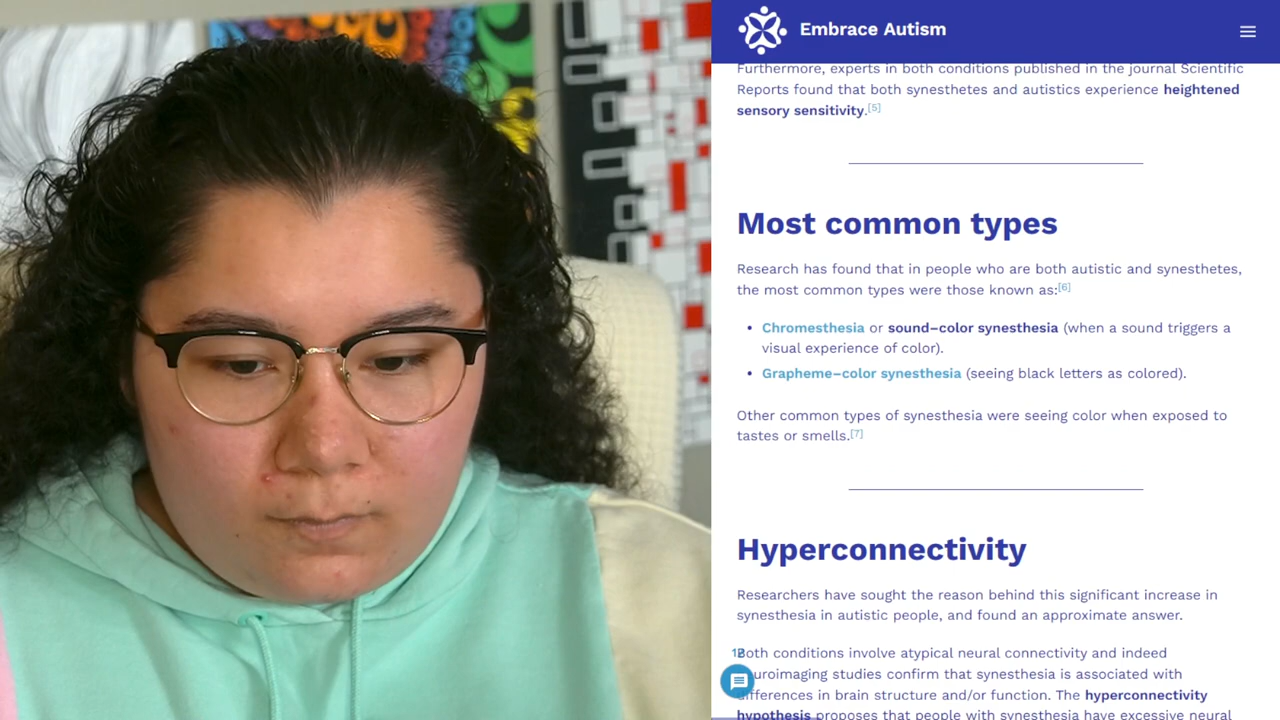 Embrace Autism
Furthermore, experts in both conditions published in the journal Scientific
Reports found that both synesthetes and autistics experience heightened
sensory sensitivity.[5]
Most common types
Research has found that in people who are both autistic and synesthetes,
the most common types were those known as:[6]
• Chromesthesia or sound–color synesthesia (when a sound triggers a
visual experience of color).
• Grapheme–color synesthesia (seeing black letters as colored).
Other common types of synesthesia were seeing color when exposed to
tastes or smells.[7]
Hyperconnectivity
Researchers have sought the reason behind this significant increase in
synesthesia in autistic people, and found an approximate answer.
Both conditions involve atypical neural connectivity and indeed
neuroimaging studies confirm that synesthesia is associated with
differences in brain structure and/or function. The hyperconnectivity
hypothesis proposes that people with synesthesia have excessive neural